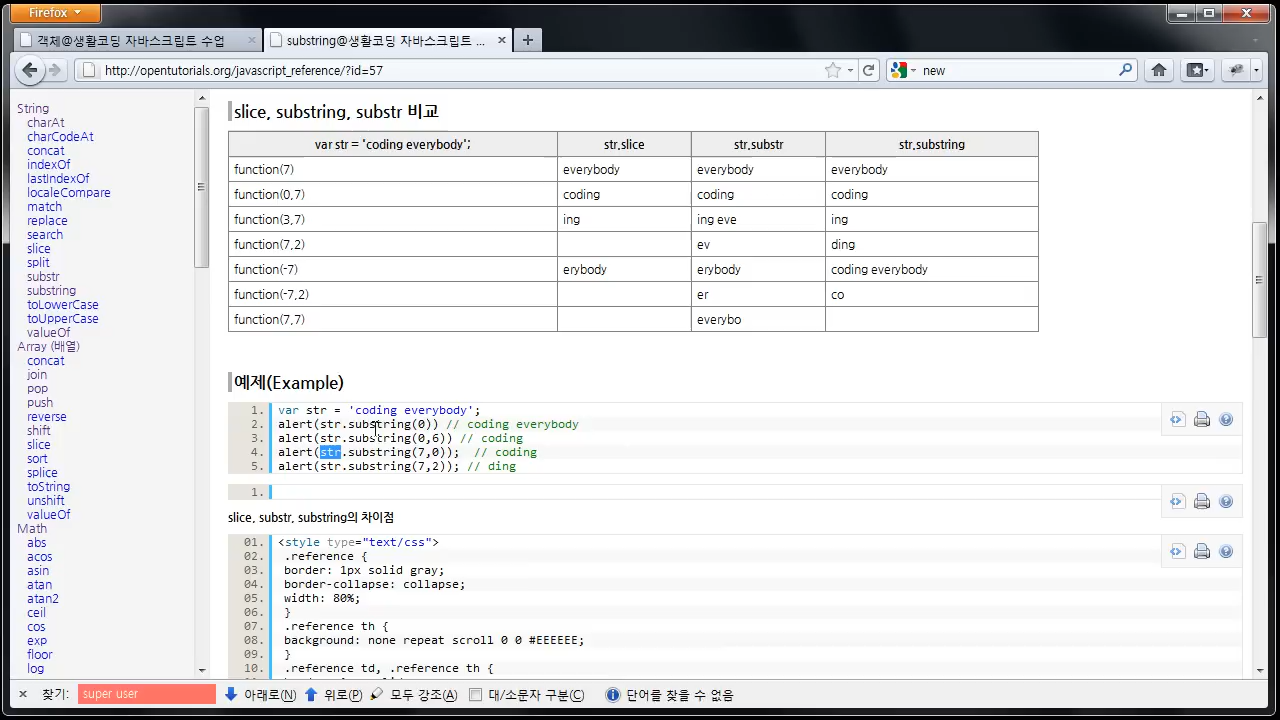 Firefox
객체@생활코딩 자바스크립트 수업
substring@생활코딩 자바스크립트 ...
http://opentutorials.org/javascript_reference/?id=57
new
String
charAt
charCodeAt
concat
indexOf
lastIndexOf
localeCompare
match
replace
search
slice
split
substr
substring
toLowerCase
toUpperCase
valueOf
Array (배열)
concat
join
pop
push
reverse
shift
slice
sort
splice
toString
unshift
valueOf
Math
abs
acos
asin
atan
atan2
ceil
cos
exp
floor
log
slice, substring, substr 비교
var str = 'coding everybody'; str.slice str.substr str.substring
function(7) everybody everybody everybody
function(0,7) coding coding coding
function(3,7) ing ing eve ing
function(7,2) ev ding
function(-7) erybody erybody coding everybody
function(-7,2) er co
function(7,7) everybo
예제(Example)
1. var str = 'coding everybody';
2. alert(str.substring(0)) // coding everybody
3. alert(str.substring(0,6)) // coding
4. alert(str.substring(7,0)); // coding
5. alert(str.substring(7,2)); // ding
1.
slice, substr, substring의 차이점
01. <style type="text/css">
02. .reference {
03. border: 1px solid gray;
04. border-collapse: collapse;
05. width: 80%;
06. }
07. .reference th {
08. background: none repeat scroll 0 0 #EEEEEE;
09. }
10. .reference td, .reference th {
찾기: super user 아래로(N) 위로(P) 모두 강조(A) 대/소문자 구분(C) 단어를 찾을 수 없음